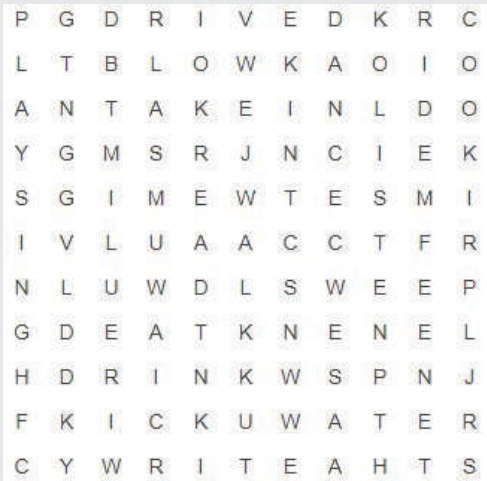 P G D R I V E D K R C
L T B L O W K A O I O
A N T A K E I N L D O
Y G M S R J N C I E K
S G I M E W T E S M I
I V L U A A C C T F R
N L U W D L S W E E P
G D E A T K N E N E L
H D R I N K W S P N J
F K I C K U W A T E R
C Y W R I T E A H T S